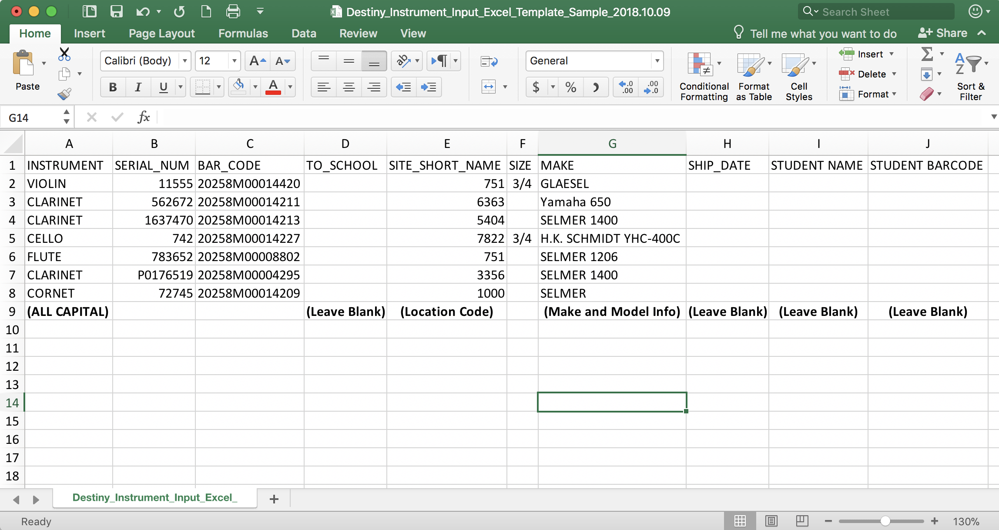 Destiny_Instrument_Input_Excel_Template_Sample_2018.10.09
Search Sheet
Home Insert Page Layout Formulas Data Review View
Tell me what you want to do
Share
Paste
Calibri (Body) 12
General
Conditional Formatting
Format as Table
Cell Styles
Insert
Delete
Format
Sort & Filter
G14
fx
A B C D E F G H I J
1 INSTRUMENT SERIAL_NUM BAR_CODE TO_SCHOOL SITE_SHORT_NAME SIZE MAKE SHIP_DATE STUDENT NAME STUDENT BARCODE
2 VIOLIN 11555 20258M00014420 751 3/4 GLAESEL
3 CLARINET 562672 20258M00014211 6363 Yamaha 650
4 CLARINET 1637470 20258M00014213 5404 SELMER 1400
5 CELLO 742 20258M00014227 7822 3/4 H.K. SCHMIDT YHC-400C
6 FLUTE 783652 20258M00008802 751 SELMER 1206
7 CLARINET P0176519 20258M00004295 3356 SELMER 1400
8 CORNET 72745 20258M00014209 1000 SELMER
9 (ALL CAPITAL) (Leave Blank) (Location Code) (Make and Model Info) (Leave Blank) (Leave Blank) (Leave Blank)
10
11
12
13
14
15
16
17
18
Destiny_Instrument_Input_Excel_
Ready
130%